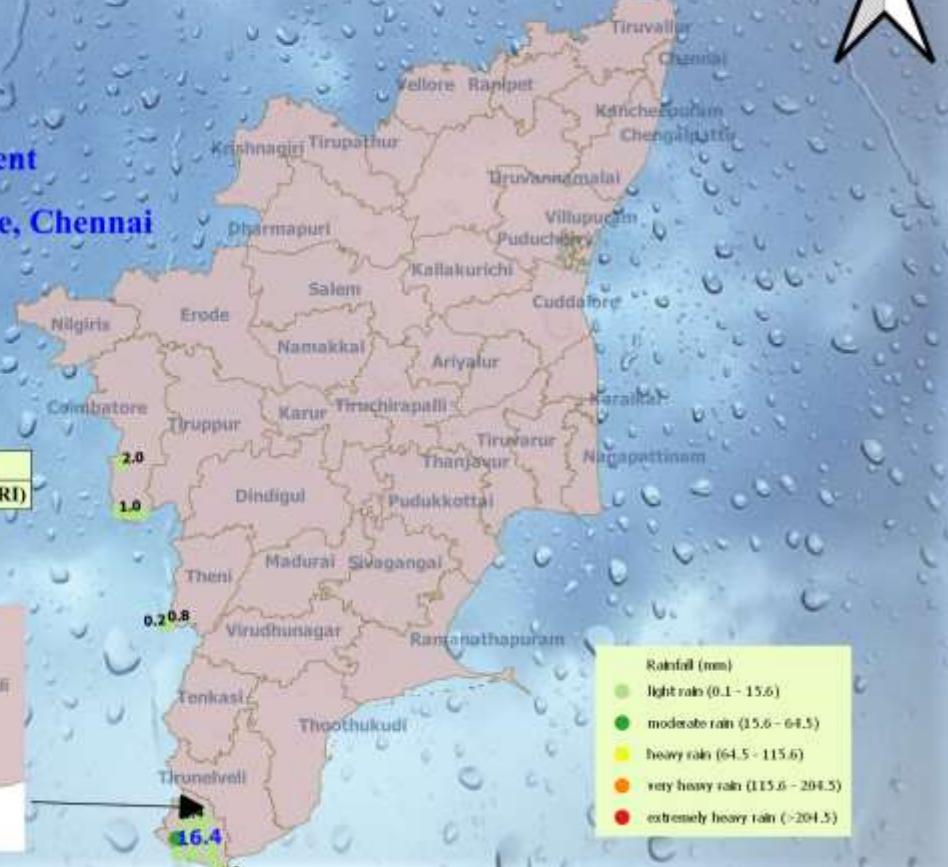 Tiruvallur
Chennai
Vellore Ranipet
Kancheepuram
Chengalpattu
Krishnagiri Tirupathur
ent
Tiruvannamalai
e, Chennai
Villupuram
Dharmapuri
Puducherry
Kallakurichi
Salem
Cuddalore
Nilgiris
Erode
Namakkal
Ariyalur
Coimbatore
Karur Tiruchirapalli
Karaikal
Tiruppur
Tiruvarur
2.0
Thanjavur
Nagapattinam
RI)
Dindigul
Pudukkottai
1.0
Madurai Sivagangai
Theni
0.2 0.8
Virudhunagar
Ramanathapuram
Rainfall (mm)
light rain (0.1 - 15.6)
moderate rain (15.6 - 64.5)
heavy rain (64.5 - 115.6)
very heavy rain (115.6 - 204.5)
extremely heavy rain (>204.5)
di
Tenkasi
Thoothukudi
Tirunelveli
16.4